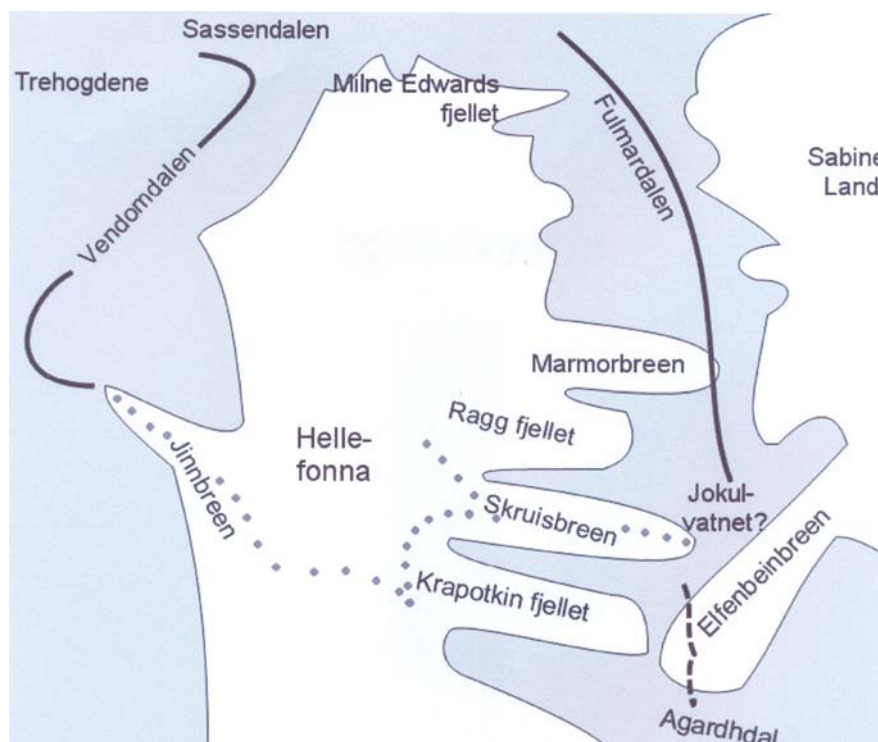 Sassendalen
Trehogdene
Milne Edwards
fjellet
Fulmardalen
Sabine
Land
Vendomdalen
Marmorbreen
Ragg fjellet
Helle-
fonna
Jinnbreen
Jokul-
vatnet?
Skruisbreen
Elfenbeinbreen
Krapotkin fjellet
Agardhdal